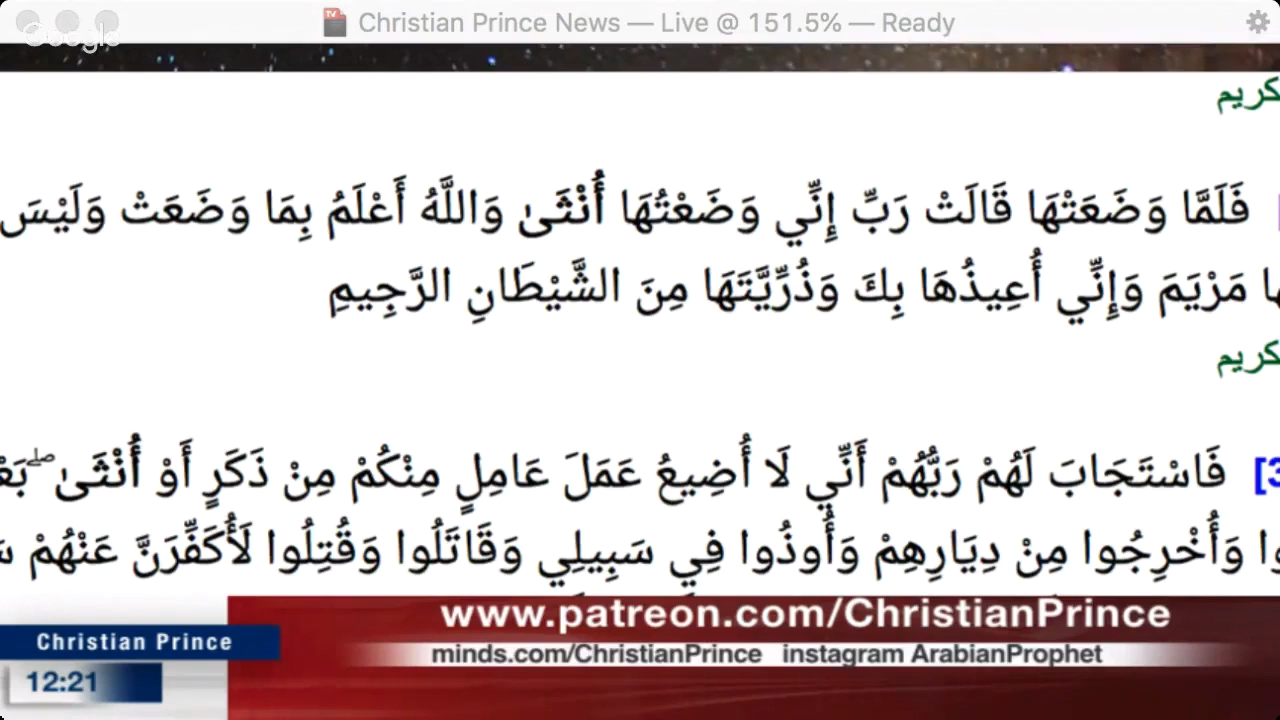 Christian Prince News — Live @ 151.5% — Ready
Google
كريم
فَلَمَّا وَضَعَتْهَا قَالَتْ رَبِّ إِنِّي وَضَعْتُهَا أُنْثَىٰ وَاللَّهُ أَعْلَمُ بِمَا وَضَعَتْ وَلَيْسَ
مَرْيَمَ وَإِنِّي أُعِيذُهَا بِكَ وَذُرِّيَّتَهَا مِنَ الشَّيْطَانِ الرَّجِيمِ
كريم
[3 فَاسْتَجَابَ لَهُمْ رَبُّهُمْ أَنِّي لَا أُضِيعُ عَمَلَ عَامِلٍ مِنْكُمْ مِنْ ذَكَرٍ أَوْ أُنْثَىٰ ۖ
وَأُخْرِجُوا مِنْ دِيَارِهِمْ وَأُوذُوا فِي سَبِيلِي وَقَاتَلُوا وَقُتِلُوا لَأُكَفِّرَنَّ عَنْهُمْ
www.patreon.com/ChristianPrince
Christian Prince
minds.com/ChristianPrince instagram ArabianProphet
12:21